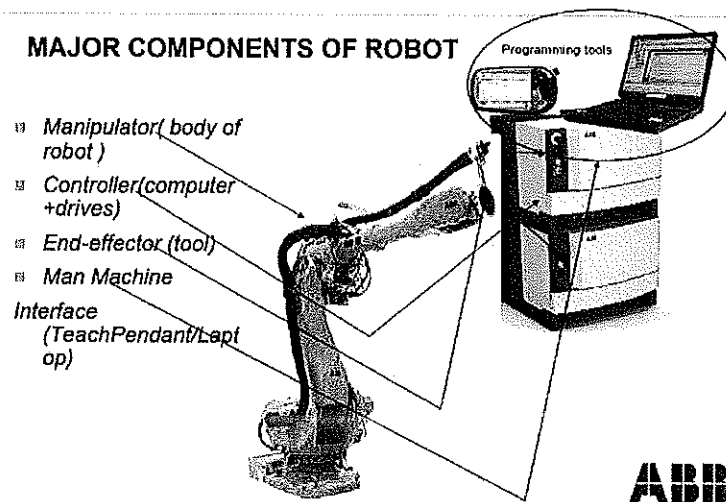 MAJOR COMPONENTS OF ROBOT
Programming tools
Manipulator( body of
robot )
Controller(computer
+drives)
End-effector (tool)
Man Machine
Interface
(TeachPendant/Lapt
op)
ABB